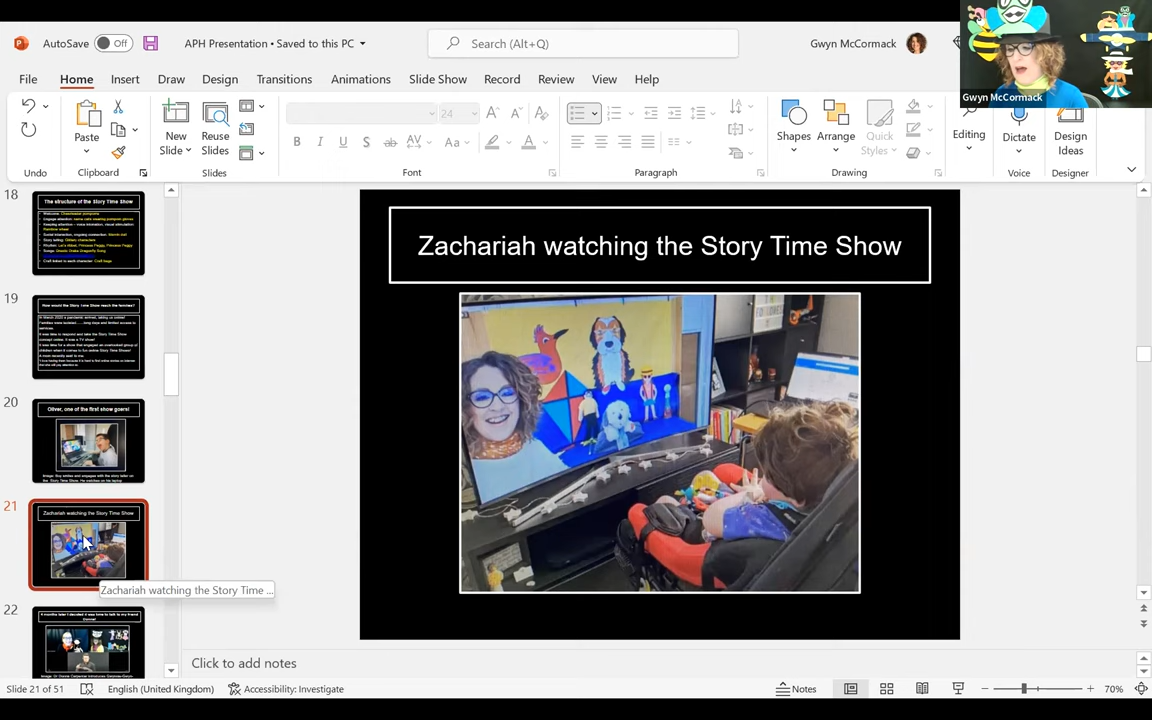 AutoSave Off APH Presentation • Saved to this PC Search (Alt+Q) Gwyn McCormack
Gwyn McCormack
File Home Insert Draw Design Transitions Animations Slide Show Record Review View Help
Paste New Slide Reuse Slides 24 Shapes Arrange Quick Styles Editing Dictate Design Ideas
Undo Clipboard Slides Font Paragraph Drawing Voice Designer
18
The structure of the Story Time Show
19
How would the Story Time Show reach the families?
20
Oliver, one of the first show goers!
21
Zachariah watching the Story Time Show
Zachariah watching the Story Time ...
22
Zachariah watching the Story Time Show
Click to add notes
Slide 21 of 51 English (United Kingdom) Accessibility: Investigate Notes 70%